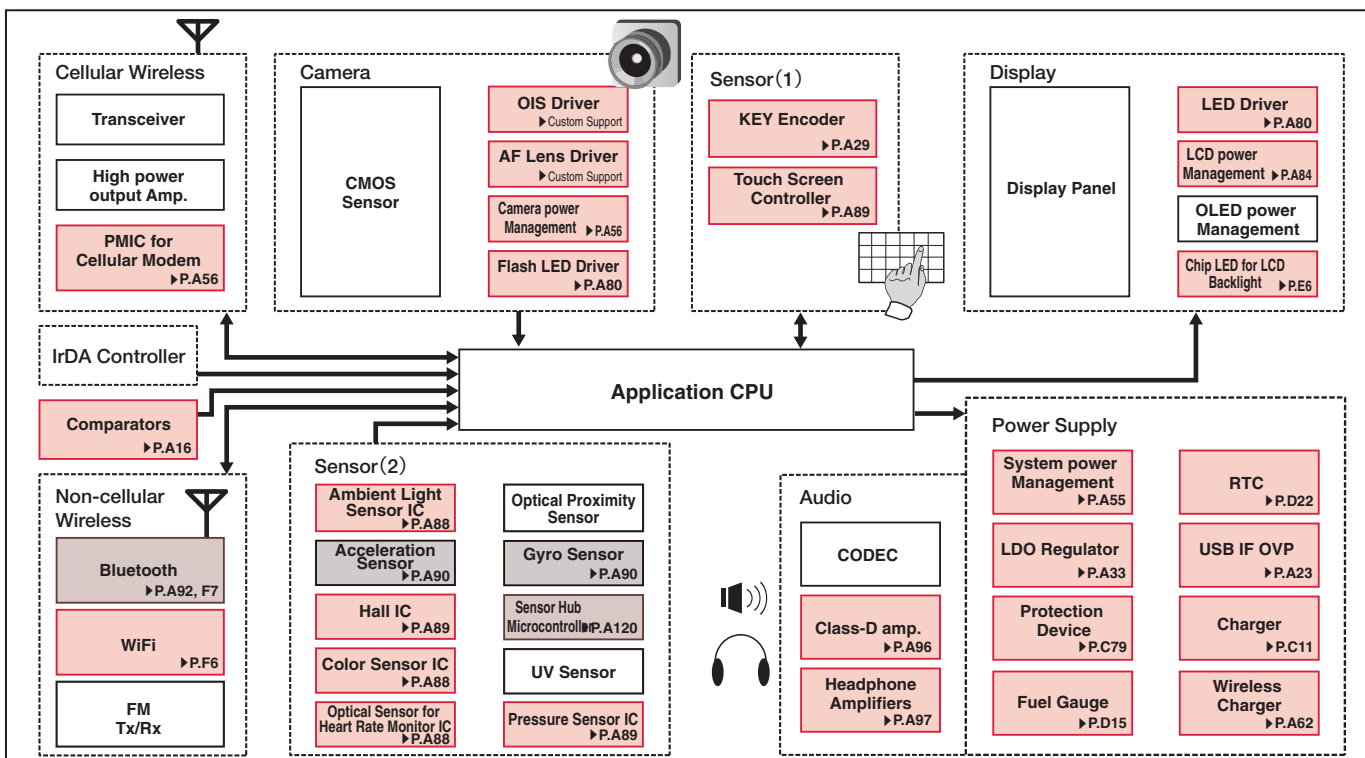 Cellular Wireless
Transceiver
High power
output Amp.
PMIC for
Cellular Modem
▶P.A56
IrDA Controller
Comparators
▶P.A16
Non-cellular
Wireless
Bluetooth
▶P.A92, F7
WiFi
▶P.F6
FM
Tx/Rx
Camera
CMOS
Sensor
OIS Driver
▶Custom Support
AF Lens Driver
▶Custom Support
Camera power
Management ▶P.A56
Flash LED Driver
▶P.A80
Sensor(1)
KEY Encoder
▶P.A29
Touch Screen
Controller
▶P.A89
Display
Display Panel
LED Driver
▶P.A80
LCD power
Management ▶P.A84
OLED power
Management
Chip LED for LCD
Backlight ▶P.E6
Application CPU
Sensor(2)
Ambient Light
Sensor IC
▶P.A88
Acceleration
Sensor
▶P.A90
Hall IC
▶P.A89
Color Sensor IC
▶P.A88
Optical Sensor for
Heart Rate Monitor IC
▶P.A88
Optical Proximity
Sensor
Gyro Sensor
▶P.A90
Sensor Hub
Microcontroller ▶P.A120
UV Sensor
Pressure Sensor IC
▶P.A89
Audio
CODEC
Class-D amp.
▶P.A96
Headphone
Amplifiers
▶P.A97
Power Supply
System power
Management
▶P.A55
LDO Regulator
▶P.A33
Protection
Device
▶P.C79
Fuel Gauge
▶P.D15
RTC
▶P.D22
USB IF OVP
▶P.A23
Charger
▶P.C11
Wireless
Charger
▶P.A62